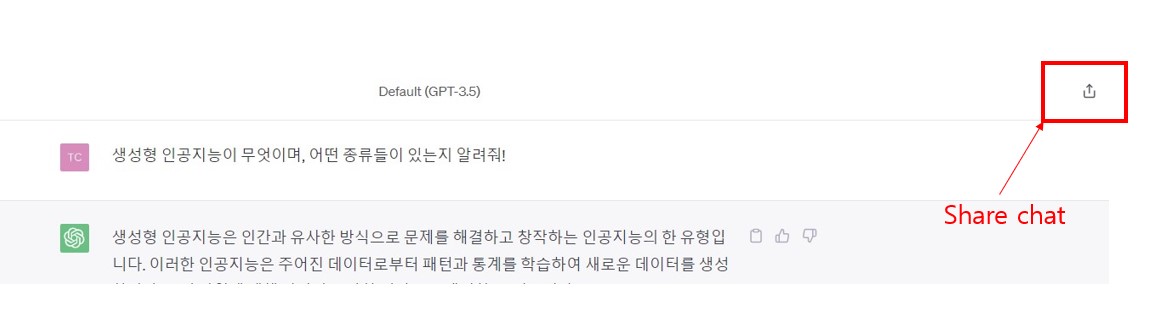 Default (GPT-3.5)
TC
생성형 인공지능이 무엇이며, 어떤 종류들이 있는지 알려줘!
Share chat
생성형 인공지능은 인간과 유사한 방식으로 문제를 해결하고 창작하는 인공지능의 한 유형입
니다. 이러한 인공지능은 주어진 데이터로부터 패턴과 통계를 학습하여 새로운 데이터를 생성